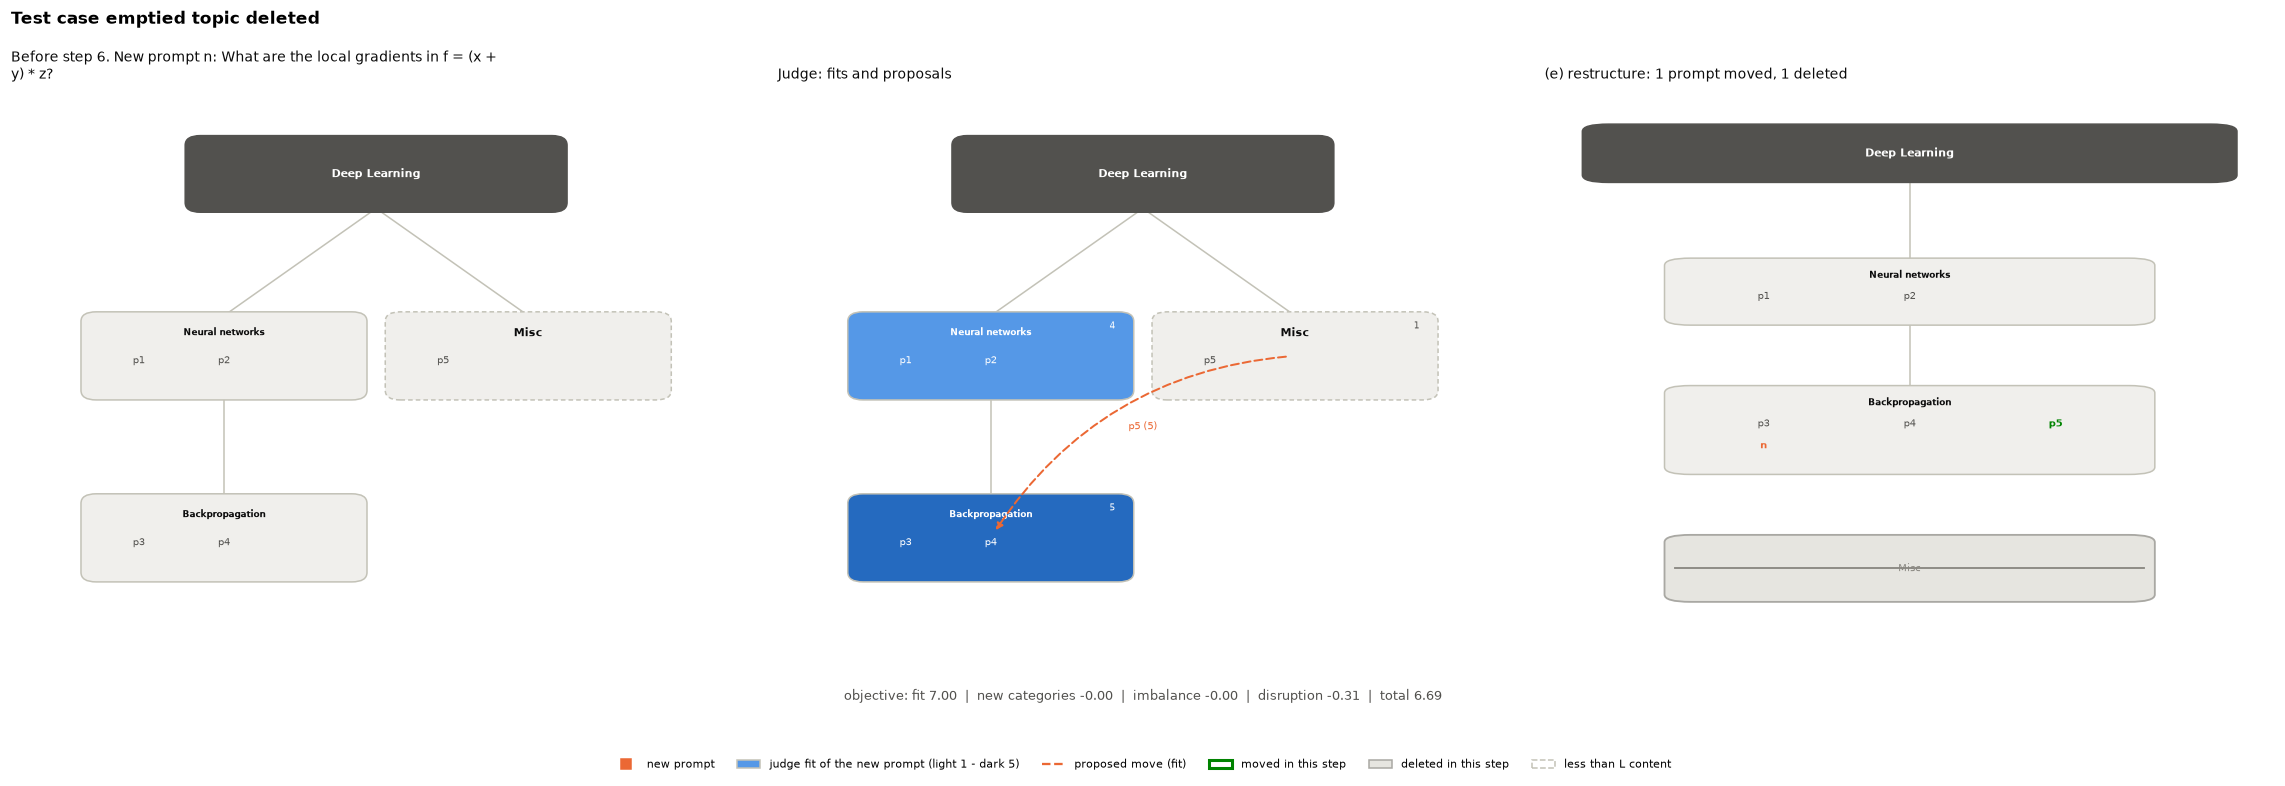 Test case emptied topic deleted
Before step 6. New prompt n: What are the local gradients in f = (x +
y) * z?
Deep Learning
Neural networks
p1 p2
Misc
p5
Backpropagation
p3 p4
Judge: fits and proposals
Deep Learning
4
Neural networks
p1 p2
1
Misc
p5
p5 (5)
5
Backpropagation
p3 p4
(e) restructure: 1 prompt moved, 1 deleted
Deep Learning
Neural networks
p1 p2
Backpropagation
p3 p4 p5
n
Misc
objective: fit 7.00 | new categories -0.00 | imbalance -0.00 | disruption -0.31 | total 6.69
new prompt judge fit of the new prompt (light 1 - dark 5) proposed move (fit) moved in this step deleted in this step less than L content